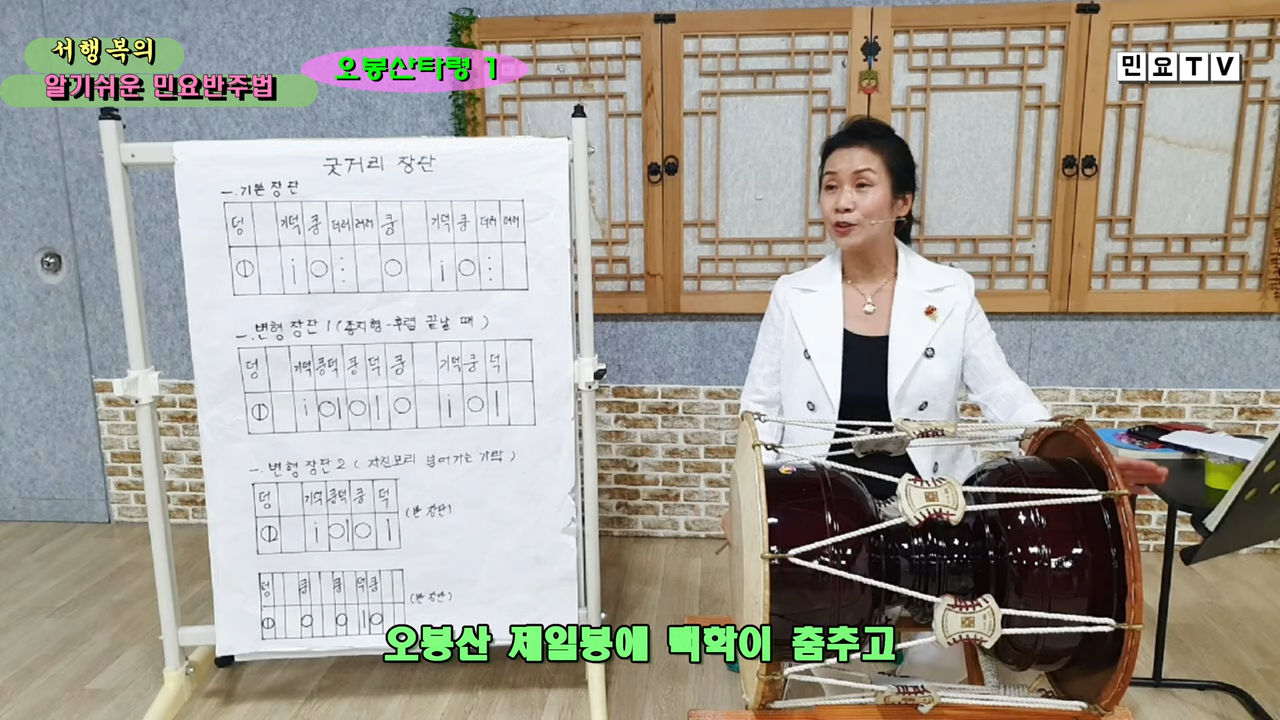 서행복의
알기쉬운 민요반주법
오봉산타령 1
민요TV
굿거리 장단
一. 기본 장단
덩 기덕 쿵 더러 러러 쿵 기덕 쿵 더러 러러
一. 변형 장단 1 (종지형-후렴 끝날 때)
덩 기덕 쿵덕 쿵 덕 쿵 기덕 쿵 덕
一. 변형 장단 2 ( 자진모리 넘어가는 가락 )
덩 기덕 쿵덕 쿵 덕
(반 장단)
덩 쿵 쿵 덕 쿵
(반 장단)
오봉산 제일봉에 백학이 춤추고